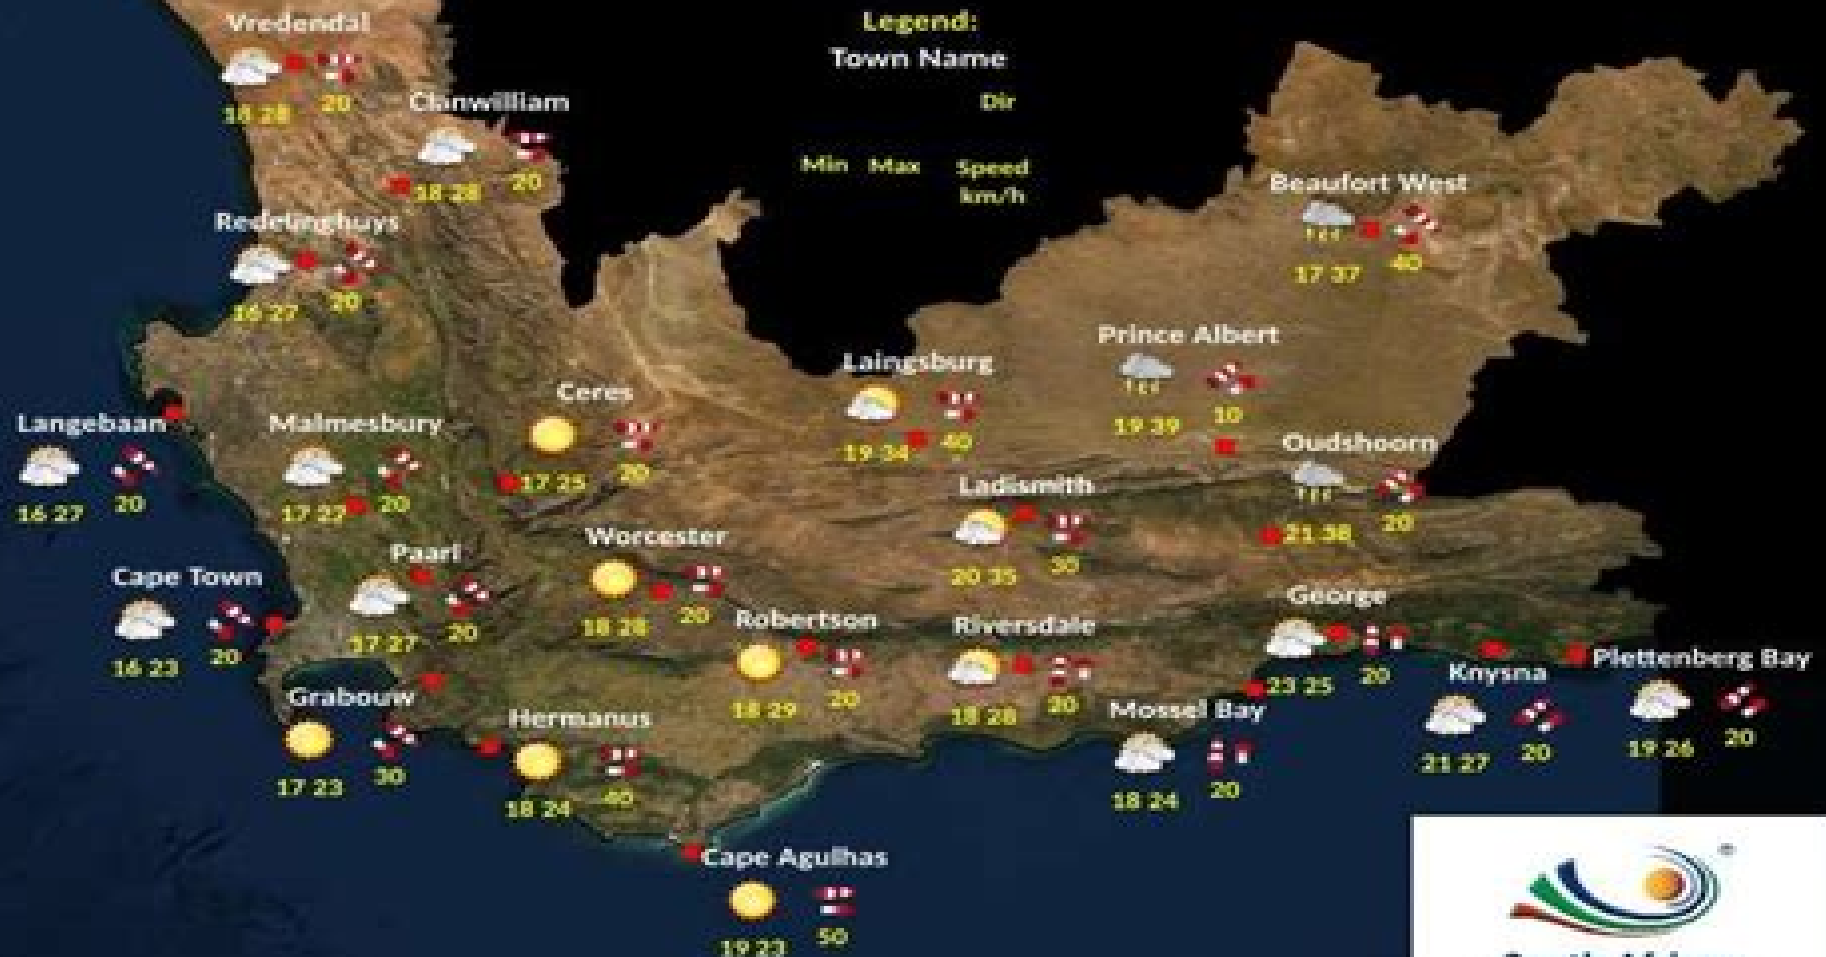 Legend:
Town Name
Dir
Min Max Speed
km/h
Vredendal
18 28 20
Clanwilliam
18 28 20
Redelinghuys
16 27 20
Beaufort West
17 37 40
Prince Albert
19 39 10
Laingsburg
19 34 40
Ceres
17 25 20
Langebaan
16 27 20
Malmesbury
17 27 20
Oudshoorn
21 38 20
Ladismith
20 35 30
Worcester
18 28 20
Paarl
17 27 20
Cape Town
16 23 20
George
23 25 20
Robertson
18 29 20
Riversdale
18 28 20
Plettenberg Bay
19 26 20
Knysna
21 27 20
Grabouw
17 23 30
Hermanus
18 24 40
Mossel Bay
18 24 20
Cape Agulhas
19 23 50
®